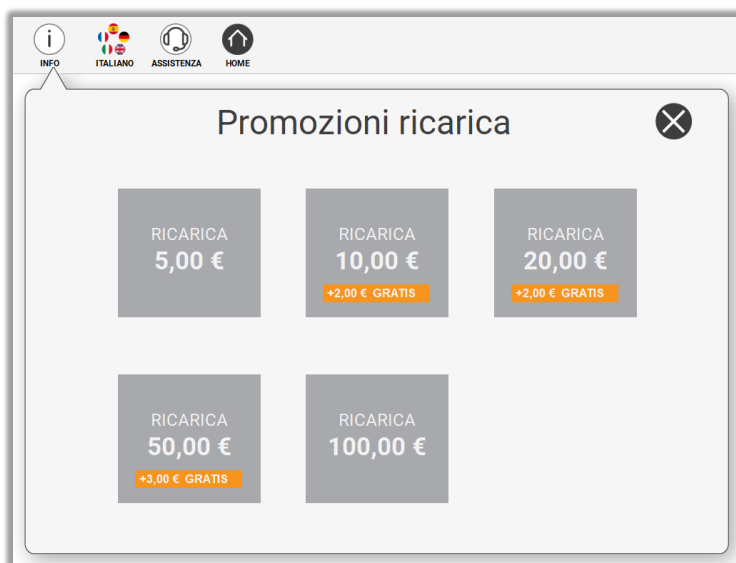 INFO
ITALIANO
ASSISTENZA
HOME
Promozioni ricarica
RICARICA
5,00 €
RICARICA
10,00 €
+2,00 € GRATIS
RICARICA
20,00 €
+2,00 € GRATIS
RICARICA
50,00 €
+3,00 € GRATIS
RICARICA
100,00 €